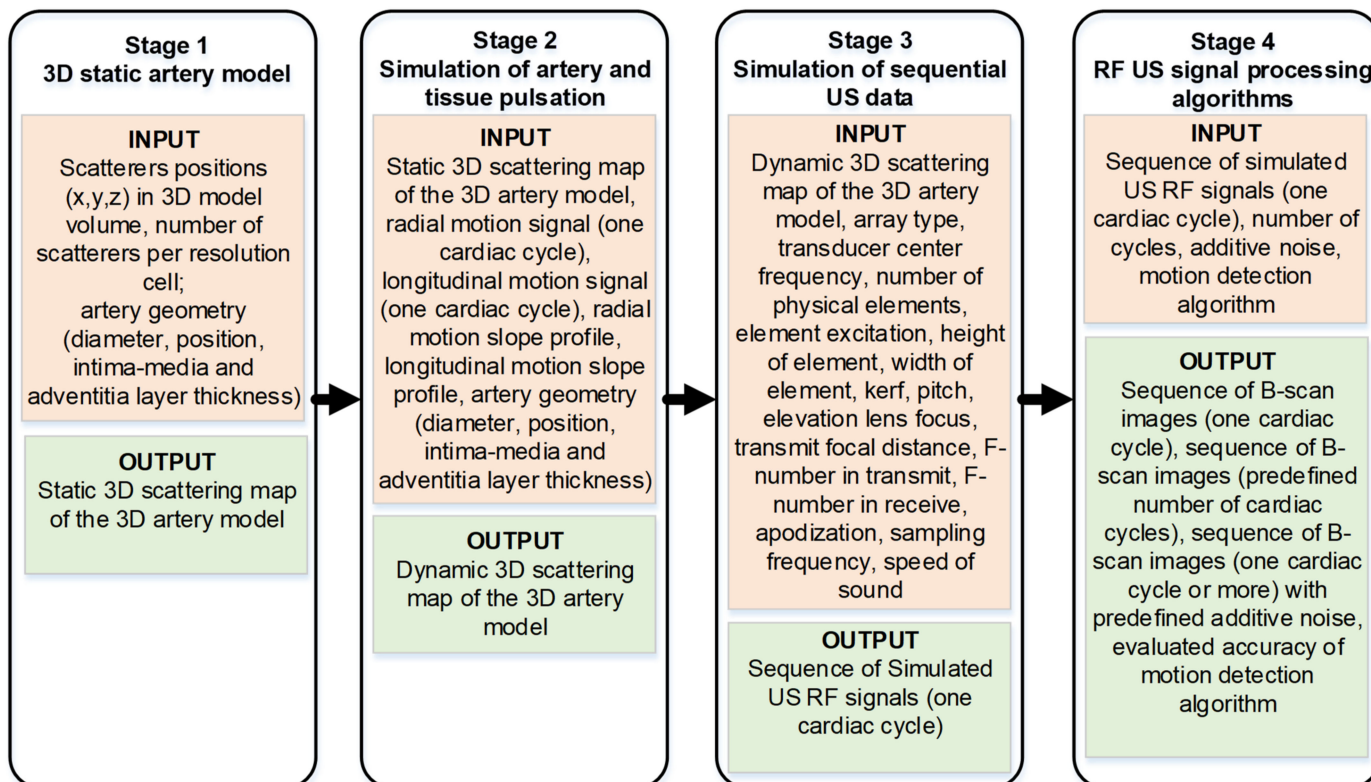 Stage 1
3D static artery model
INPUT
Scatterers positions
(x,y,z) in 3D model
volume, number of
scatterers per resolution
cell;
artery geometry
(diameter, position,
intima-media and
adventitia layer thickness)
OUTPUT
Static 3D scattering map
of the 3D artery model
Stage 2
Simulation of artery and
tissue pulsation
INPUT
Static 3D scattering map
of the 3D artery model,
radial motion signal (one
cardiac cycle),
longitudinal motion signal
(one cardiac cycle), radial
motion slope profile,
longitudinal motion slope
profile, artery geometry
(diameter, position,
intima-media and
adventitia layer thickness)
OUTPUT
Dynamic 3D scattering
map of the 3D artery
model
Stage 3
Simulation of sequential
US data
INPUT
Dynamic 3D scattering
map of the 3D artery
model, array type,
transducer center
frequency, number of
physical elements,
element excitation, height
of element, width of
element, kerf, pitch,
elevation lens focus,
transmit focal distance, F-
number in transmit, F-
number in receive,
apodization, sampling
frequency, speed of
sound
OUTPUT
Sequence of Simulated
US RF signals (one
cardiac cycle)
Stage 4
RF US signal processing
algorithms
INPUT
Sequence of simulated
US RF signals (one
cardiac cycle), number of
cycles, additive noise,
motion detection
algorithm
OUTPUT
Sequence of B-scan
images (one cardiac
cycle), sequence of B-
scan images (predefined
number of cardiac
cycles), sequence of B-
scan images (one cardiac
cycle or more) with
predefined additive noise,
evaluated accuracy of
motion detection
algorithm